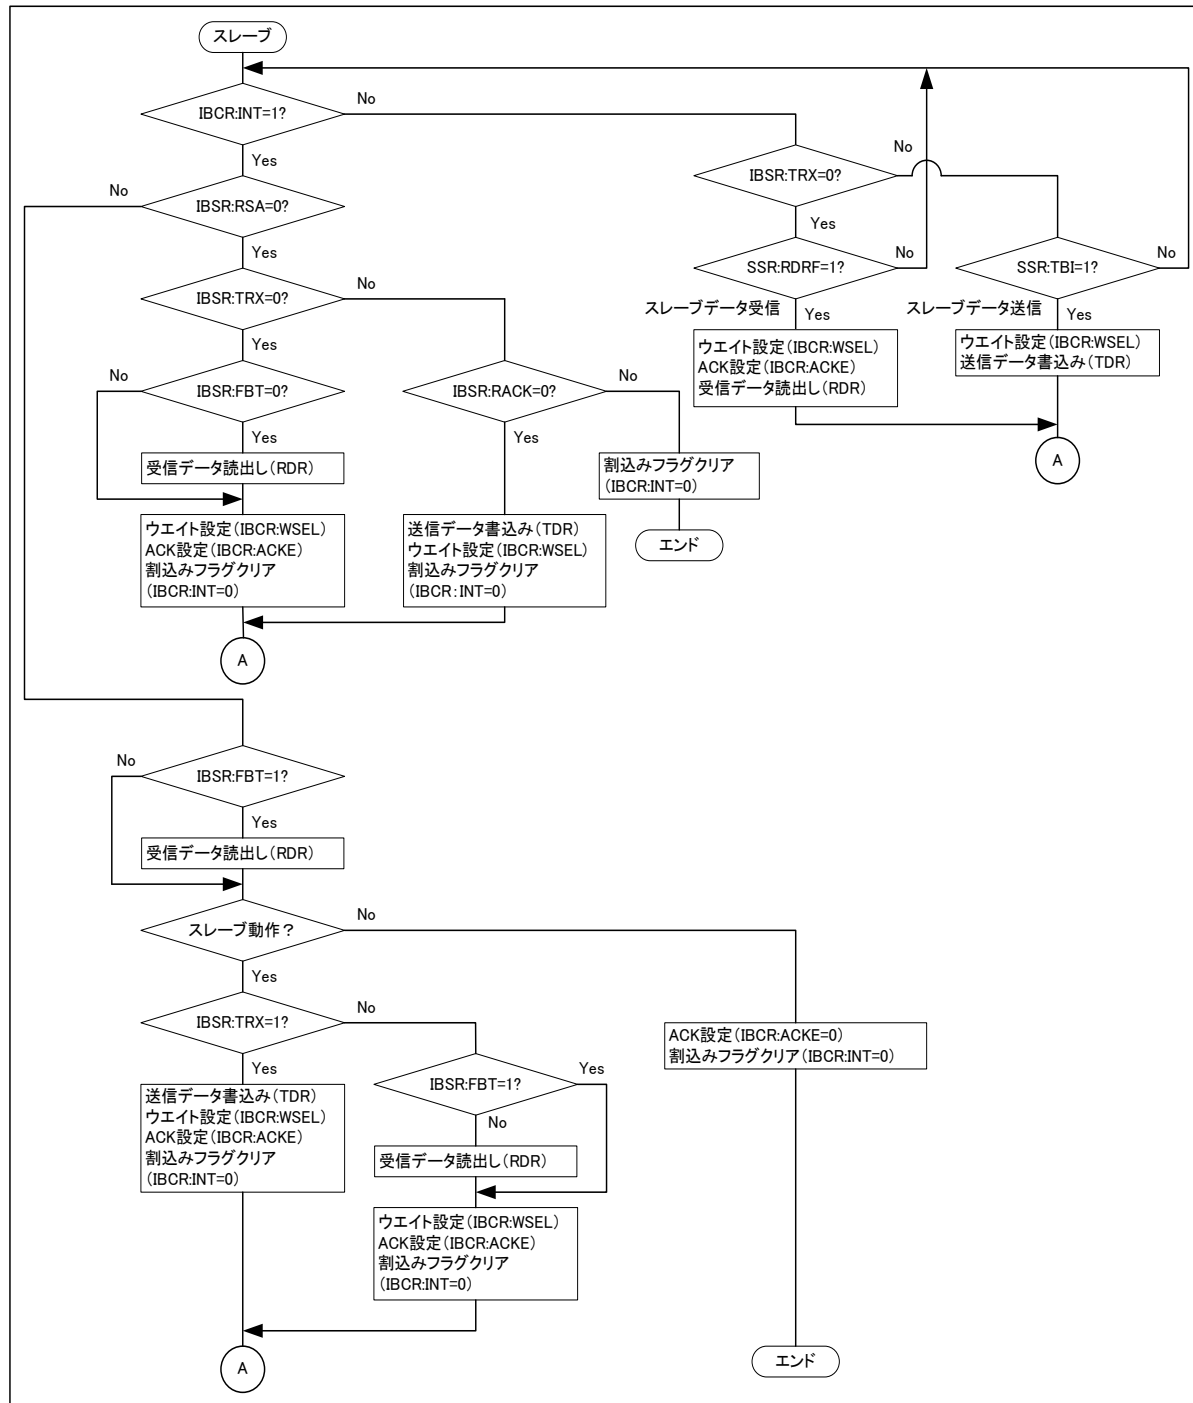 スレーブ
IBCR:INT=1?
No
Yes
IBSR:TRX=0?
No
Yes
No
IBSR:RSA=0?
Yes
SSR:RDRF=1?
No
SSR:TBI=1?
No
IBSR:TRX=0?
No
Yes
スレーブデータ受信
Yes
スレーブデータ送信
Yes
ウエイト設定(IBCR:WSEL)
ACK設定(IBCR:ACKE)
受信データ読出し(RDR)
ウエイト設定(IBCR:WSEL)
送信データ書込み(TDR)
A
No
IBSR:FBT=0?
Yes
IBSR:RACK=0?
No
Yes
受信データ読出し(RDR)
割込みフラグクリア
(IBCR:INT=0)
エンド
ウエイト設定(IBCR:WSEL)
ACK設定(IBCR:ACKE)
割込みフラグクリア
(IBCR:INT=0)
送信データ書込み(TDR)
ウエイト設定(IBCR:WSEL)
割込みフラグクリア
(IBCR:INT=0)
A
No
IBSR:FBT=1?
Yes
受信データ読出し(RDR)
スレーブ動作?
No
Yes
IBSR:TRX=1?
No
Yes
ACK設定(IBCR:ACKE=0)
割込みフラグクリア(IBCR:INT=0)
IBSR:FBT=1?
Yes
No
送信データ書込み(TDR)
ウエイト設定(IBCR:WSEL)
ACK設定(IBCR:ACKE)
割込みフラグクリア
(IBCR:INT=0)
受信データ読出し(RDR)
ウエイト設定(IBCR:WSEL)
ACK設定(IBCR:ACKE)
割込みフラグクリア
(IBCR:INT=0)
A
エンド